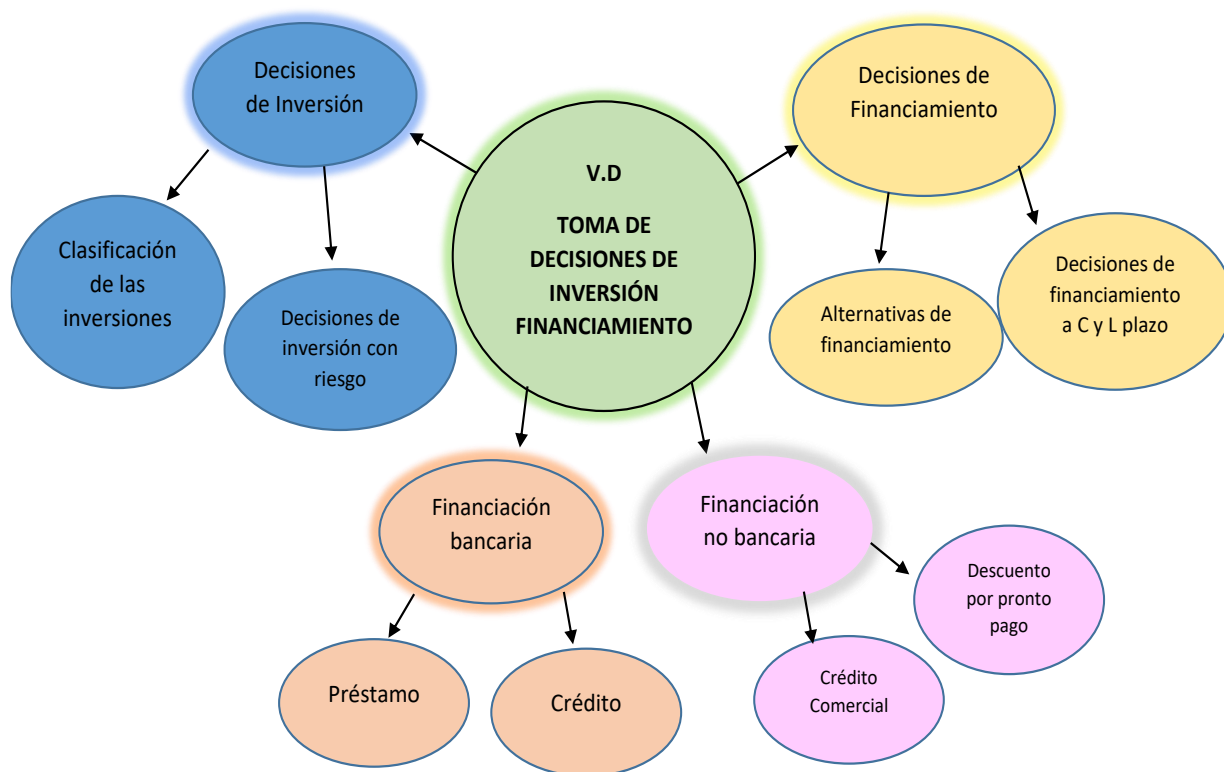 Decisiones
de Inversión
Decisiones de
Financiamiento
V.D
TOMA DE
DECISIONES DE
INVERSIÓN
FINANCIAMIENTO
Clasificación
de las
inversiones
Decisiones de
inversión con
riesgo
Alternativas de
financiamiento
Decisiones de
financiamiento
a C y L plazo
Financiación
bancaria
Financiación
no bancaria
Préstamo
Crédito
Crédito
Comercial
Descuento
por pronto
pago